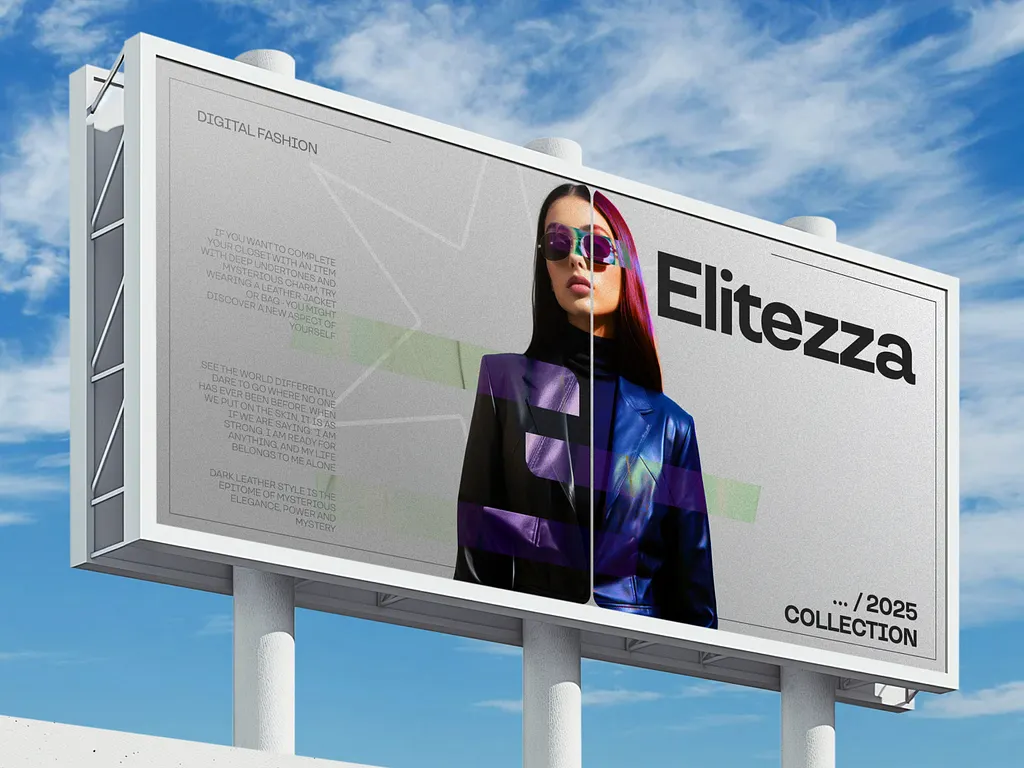 DIGITAL FASHION
IF YOU WANT TO COMPLETE
YOUR CLOSET WITH AN ITEM
WITH DEEP UNDERTONES AND
MYSTERIOUS CHARM TRY
WEARING A LEATHER JACKET
OR BAG - YOU MIGHT
DISCOVER A NEW ASPECT OF
YOURSELF
SEE THE WORLD DIFFERENTLY.
DARE TO GO WHERE NO ONE
HAS EVER BEEN BEFORE. WHEN
WE PUT ON THE SKIN, IT IS AS
IF WE ARE SAYING: "I AM
STRONG. I AM READY FOR
ANYTHING, AND MY LIFE
BELONGS TO ME ALONE
DARK LEATHER STYLE IS THE
EPITOME OF MYSTERIOUS
ELEGANCE, POWER AND
MYSTERY
Elitezza
... / 2025
COLLECTION